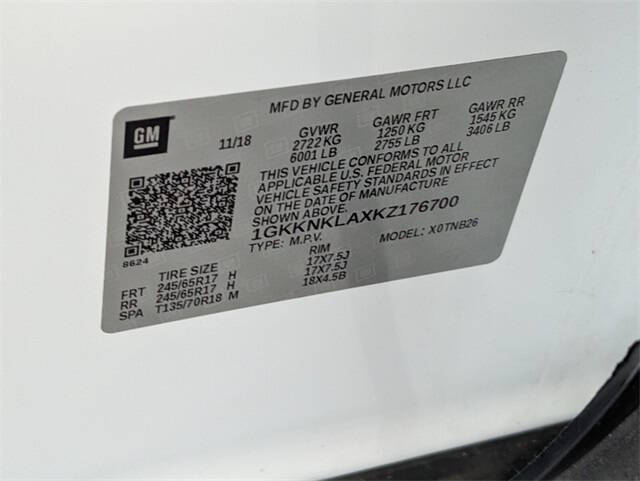 MFD BY GENERAL MOTORS LLC
GM
11/18
GVWR GAWR FRT GAWR RR
2722 KG 1250 KG 1545 KG
6001 LB 2755 LB 3406 LB
THIS VEHICLE CONFORMS TO ALL
APPLICABLE U.S. FEDERAL MOTOR
VEHICLE SAFETY STANDARDS IN EFFECT
ON THE DATE OF MANUFACTURE
SHOWN ABOVE.
1GKKNKLAXKZ176700
TYPE: M.P.V. MODEL: X0TNB26
8624
TIRE SIZE RIM
FRT 245/65R17 H 17X7.5J
RR 245/65R17 H 17X7.5J
SPA T135/70R18 M 18X4.5B